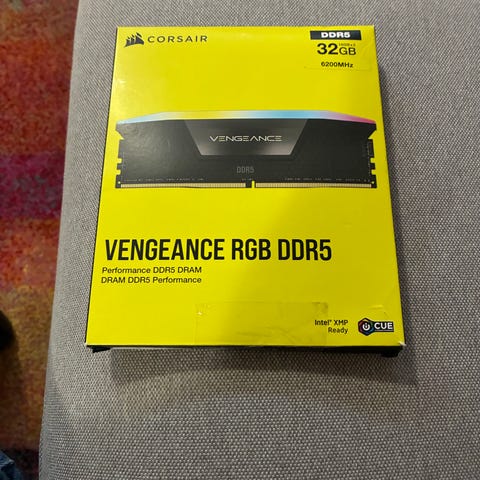 CORSAIR
DDR5
32GB
6200MHz
VENGEANCE
DDR5
VENGEANCE RGB DDR5
Performance DDR5 DRAM
DRAM DDR5 Performance
Intel® XMP
Ready
CUE